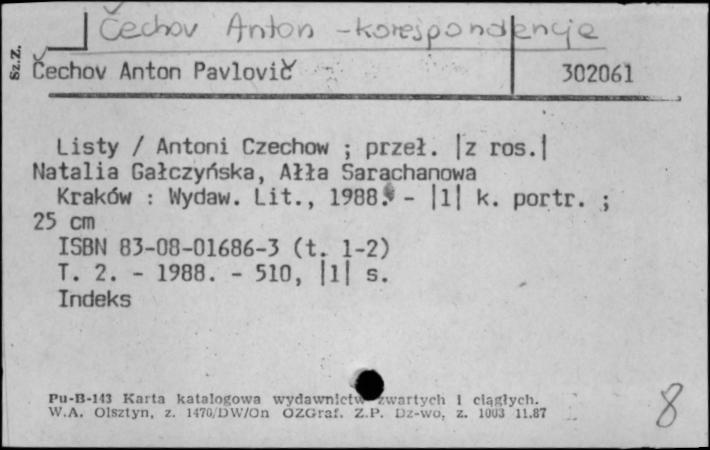 Čechov Anton - korespondencje
Sz.Z.
Čechov Anton Pavlovič 302061
Listy / Antoni Czechow ; przeł. |z ros.|
Natalia Gałczyńska, Ałła Sarachanowa
Kraków : Wydaw. Lit., 1988. - |1| k. portr. ;
25 cm
ISBN 83-08-01686-3 (t. 1-2)
T. 2. - 1988. - 510, |1| s.
Indeks
Pu-B-143 Karta katalogowa wydawnictw zwartych i ciągłych.
W.A. Olsztyn, z. 1470/DW/On OZGraf. Z.P. Dz-wo, z. 1003 11.87
8